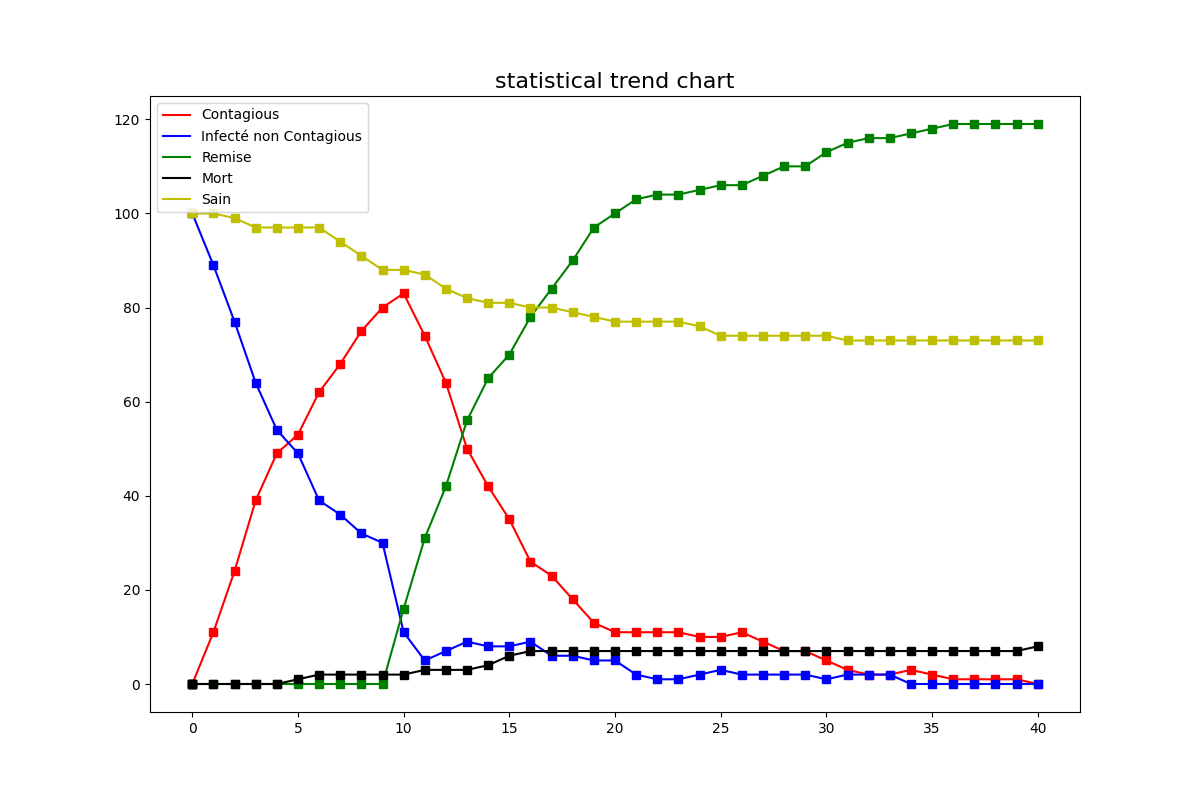 statistical trend chart
Contagious
Infecté non Contagious
Remise
Mort
Sain
120
100
80
60
40
20
0
0 5 10 15 20 25 30 35 40